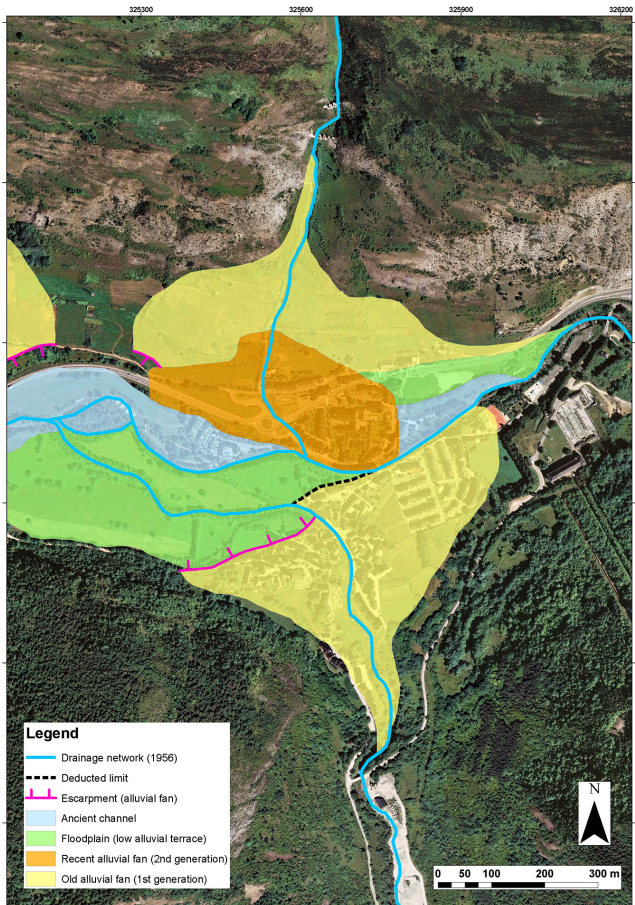 325300 325600 325900 326200
Legend
Drainage network (1956)
Deducted limit
Escarpment (alluvial fan)
Ancient channel
Floodplain (low alluvial terrace)
Recent alluvial fan (2nd generation)
Old alluvial fan (1st generation)
N
0 50 100 200 300 m